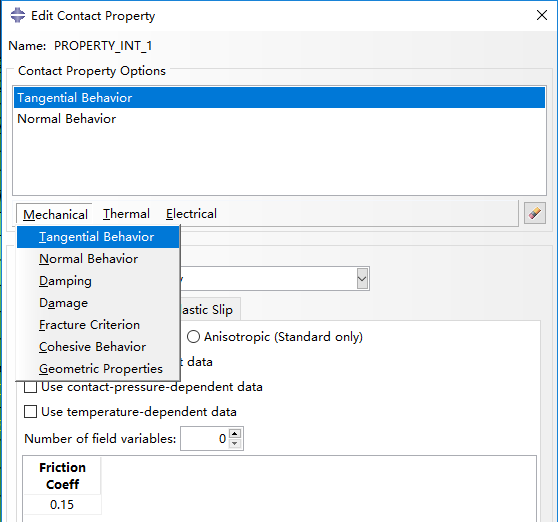 Edit Contact Property
Name: PROPERTY_INT_1
Contact Property Options
Tangential Behavior
Normal Behavior
Mechanical Thermal Electrical
Tangential Behavior
Normal Behavior
Damping
Damage
Fracture Criterion
Cohesive Behavior
Geometric Properties
Slip
Anisotropic (Standard only)
data
Use contact-pressure-dependent data
Use temperature-dependent data
Number of field variables: 0
Friction
Coeff
0.15